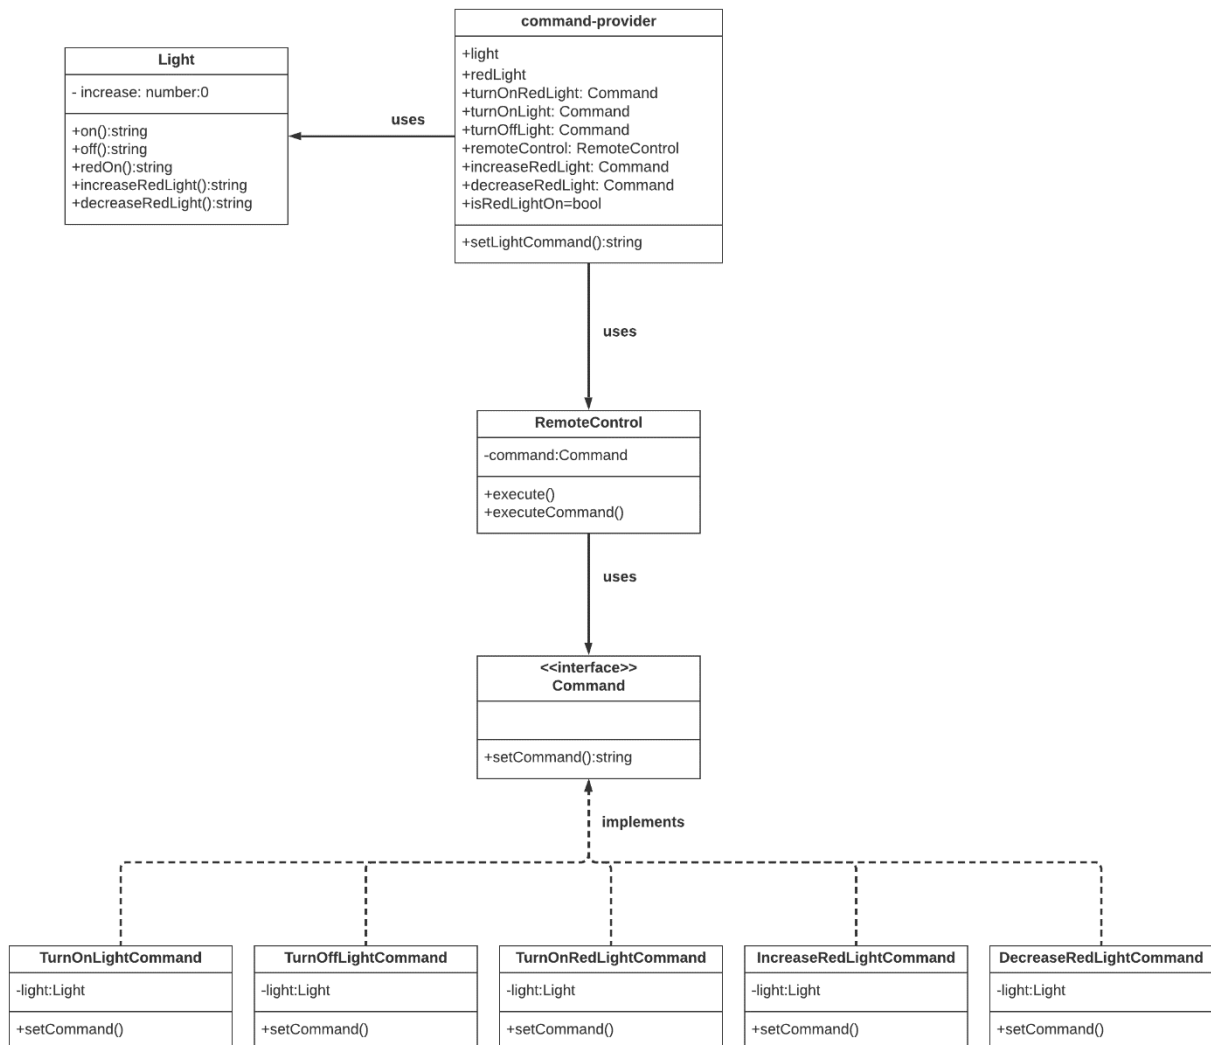 command-provider
+light
+redLight
+turnOnRedLight: Command
+turnOnLight: Command
+turnOffLight: Command
+remoteControl: RemoteControl
+increaseRedLight: Command
+decreaseRedLight: Command
+isRedLightOn=bool
+setLightCommand():string
Light
- increase: number:0
+on():string
+off():string
+redOn():string
+increaseRedLight():string
+decreaseRedLight():string
uses
uses
RemoteControl
-command:Command
+execute()
+executeCommand()
uses
<<interface>>
Command
+setCommand():string
implements
TurnOnLightCommand
-light:Light
+setCommand()
TurnOffLightCommand
-light:Light
+setCommand()
TurnOnRedLightCommand
-light:Light
+setCommand()
IncreaseRedLightCommand
-light:Light
+setCommand()
DecreaseRedLightCommand
-light:Light
+setCommand()